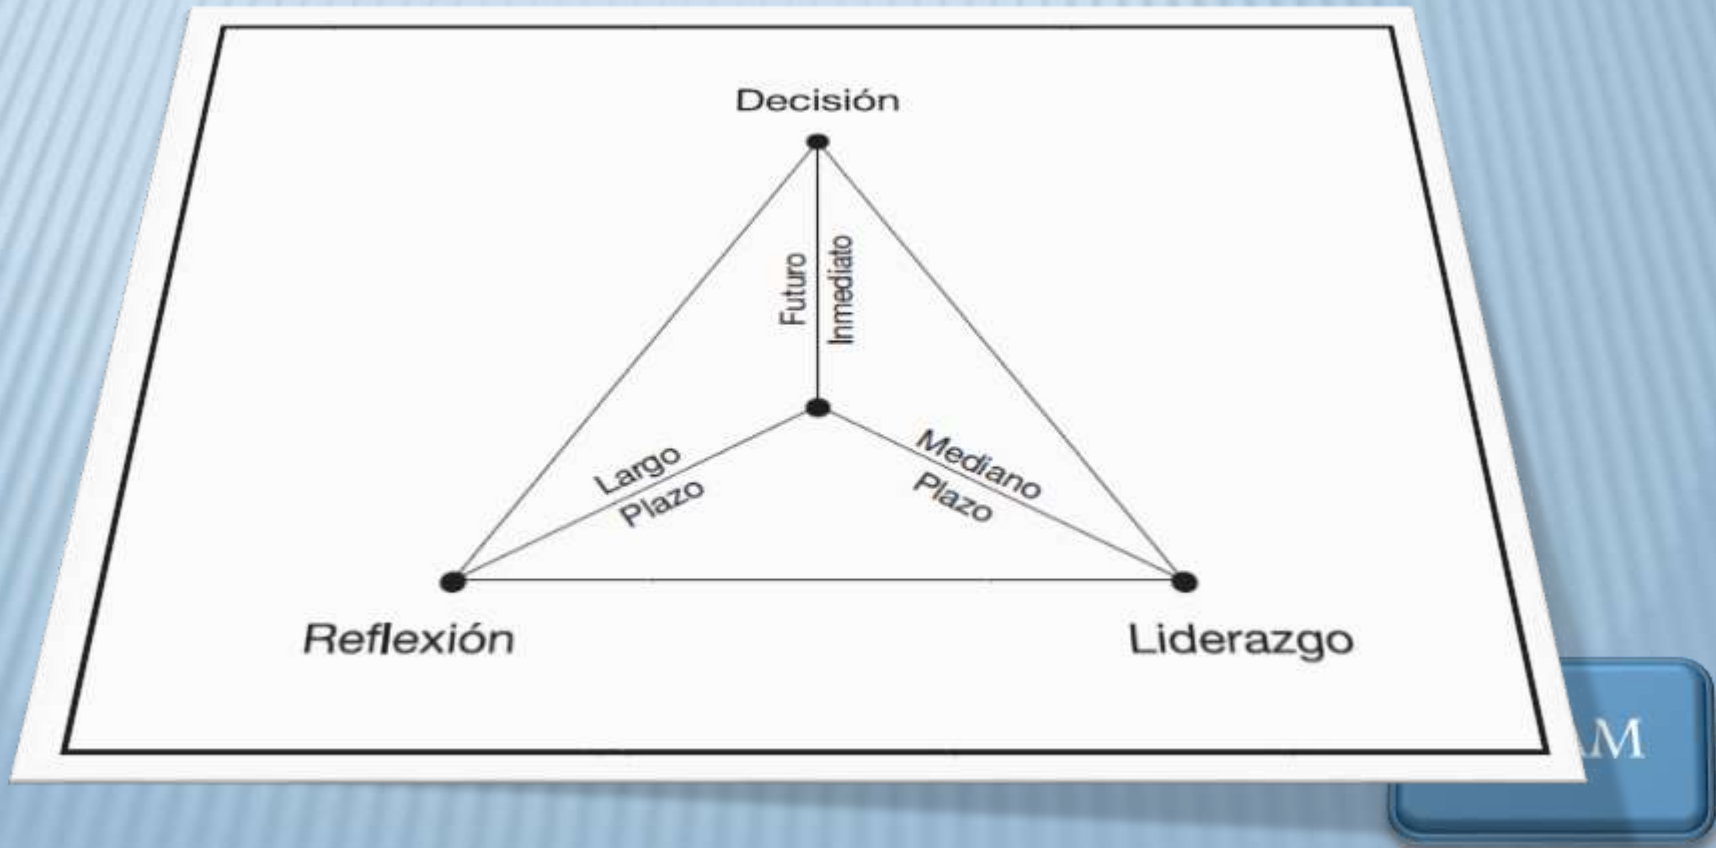 Decisión
Futuro
Inmediato
Largo
Plazo
Mediano
Plazo
Reflexión
Liderazgo